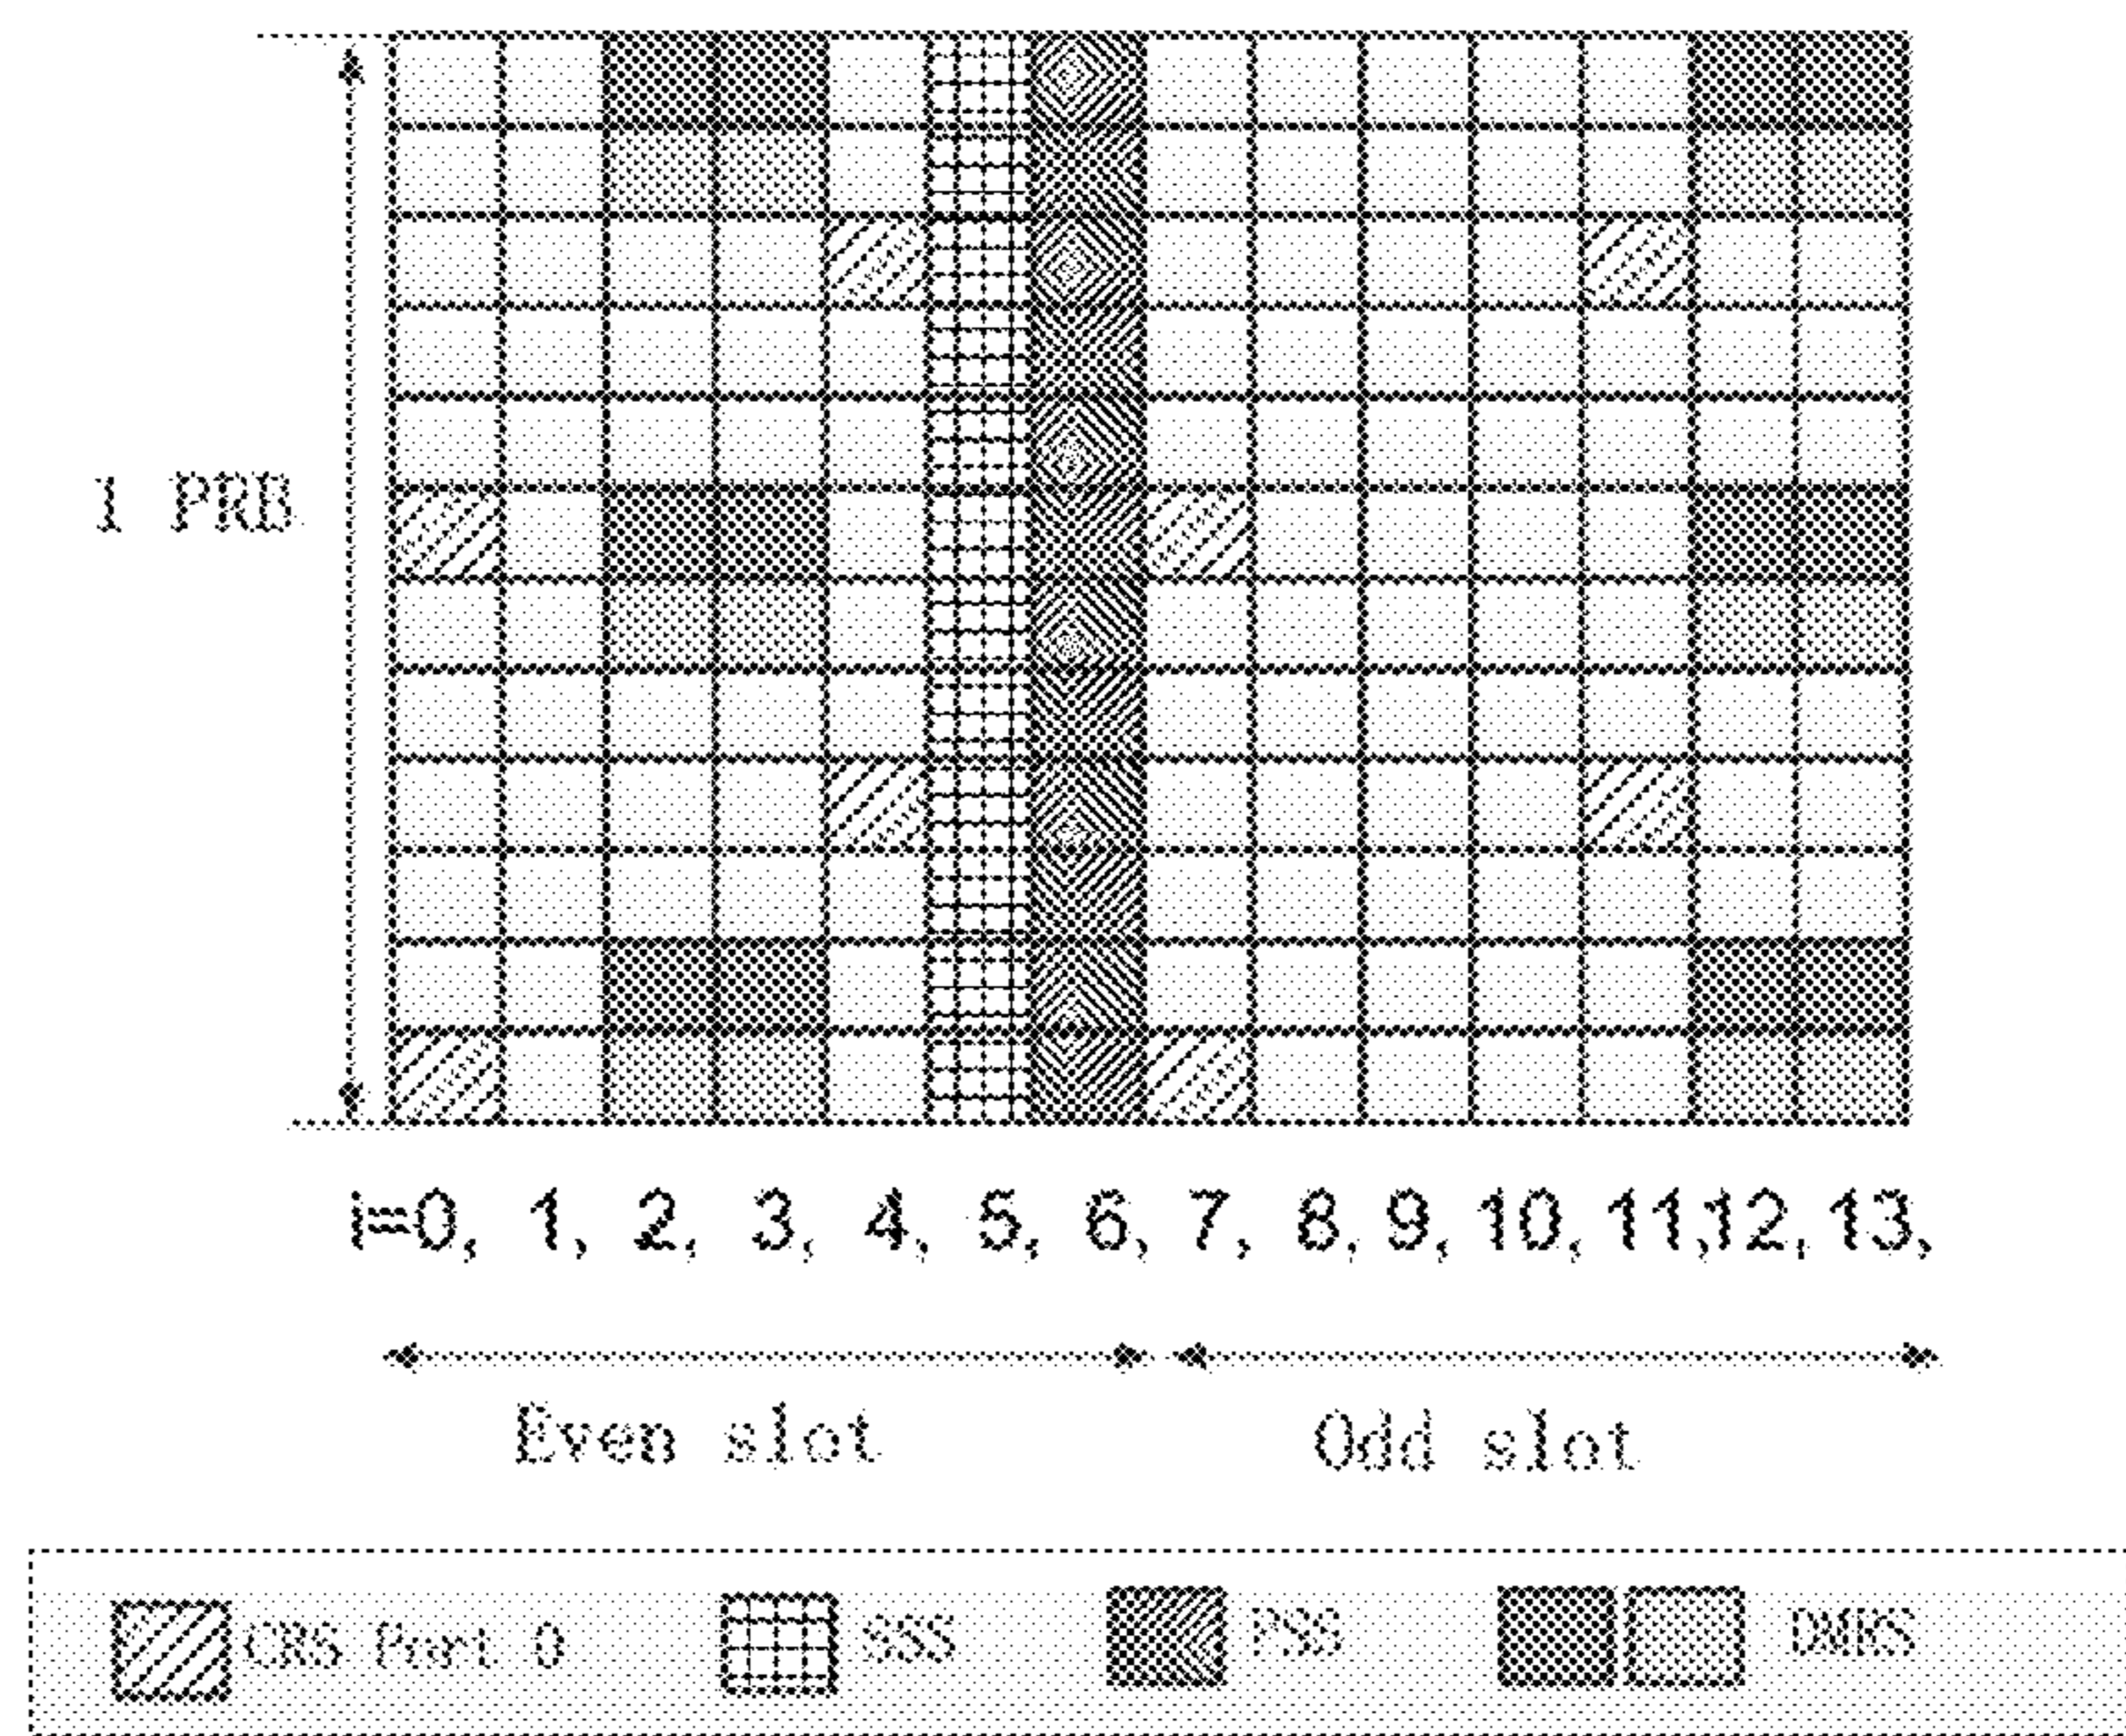 1 PRB
i=0, 1, 2, 3, 4, 5, 6, 7, 8, 9, 10, 11,12, 13,
Even slot Odd slot
CRS Port 0 SSS PSS DMRS